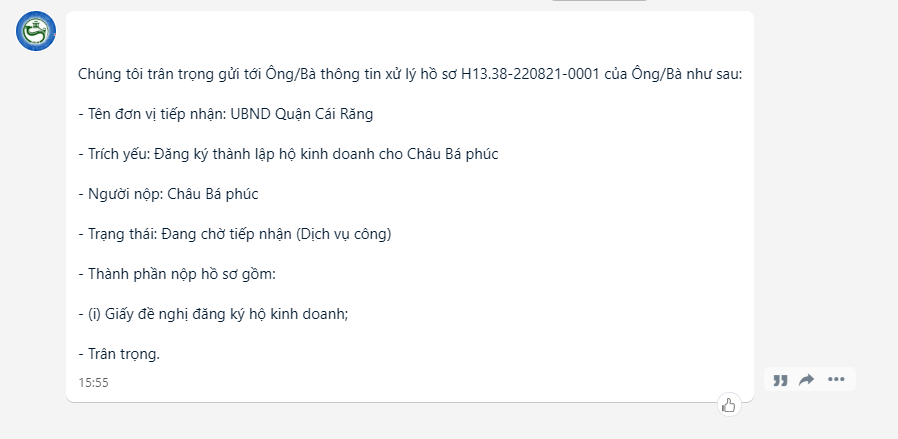 Chúng tôi trân trọng gửi tới Ông/Bà thông tin xử lý hồ sơ H13.38-220821-0001 của Ông/Bà như sau:
- Tên đơn vị tiếp nhận: UBND Quận Cái Răng
- Trích yếu: Đăng ký thành lập hộ kinh doanh cho Châu Bá phúc
- Người nộp: Châu Bá phúc
- Trạng thái: Đang chờ tiếp nhận (Dịch vụ công)
- Thành phần nộp hồ sơ gồm:
- (i) Giấy đề nghị đăng ký hộ kinh doanh;
- Trân trọng.
15:55